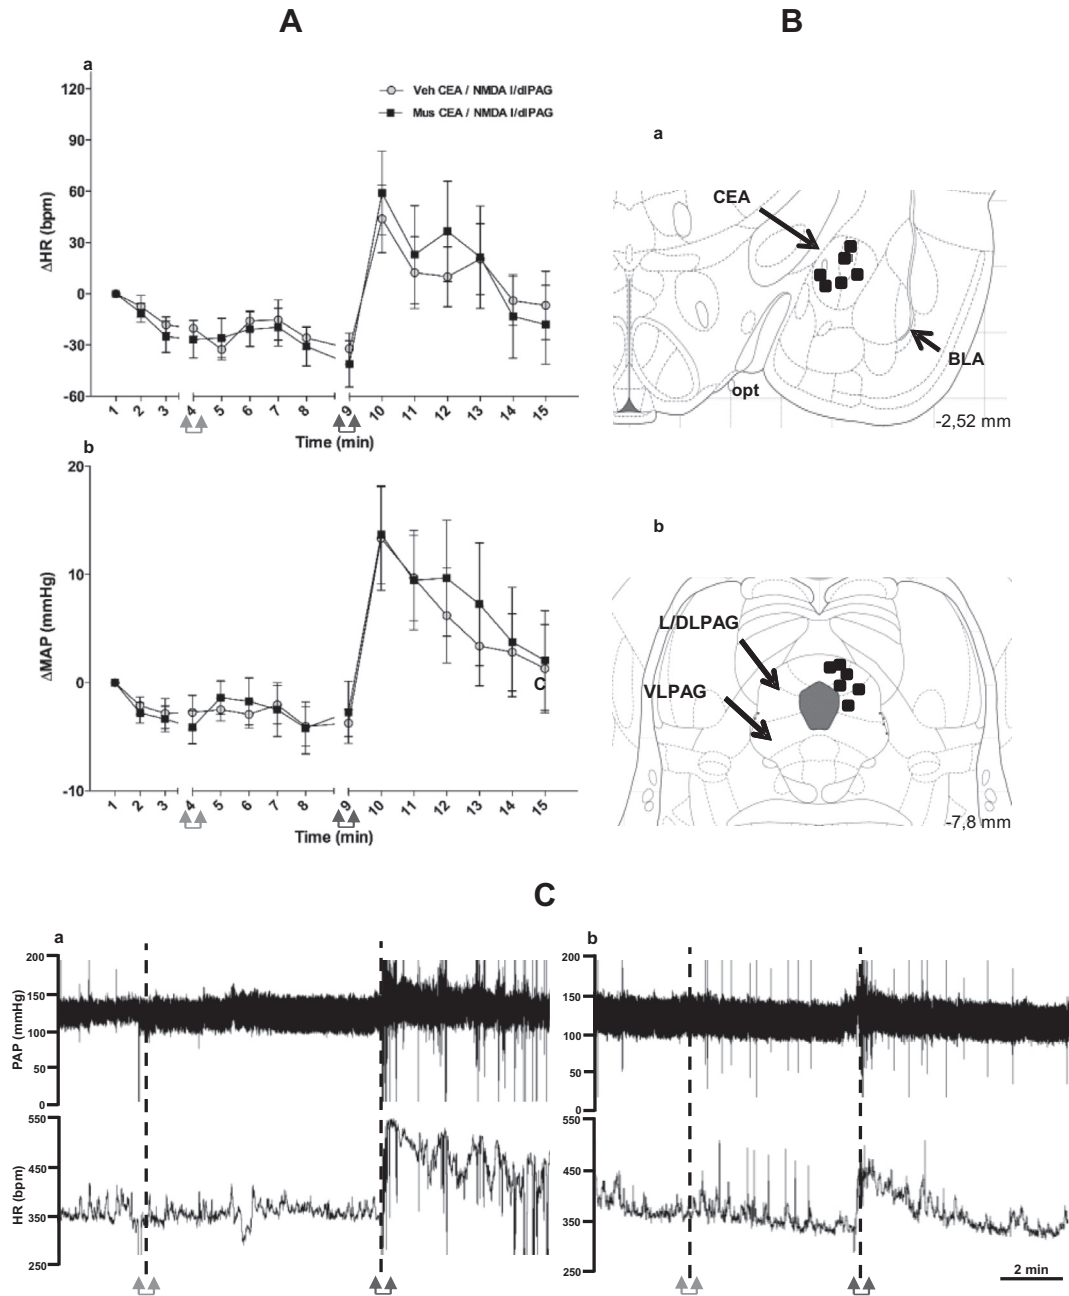 A
B
a
120
90
60
30
0
-30
-60
ΔHR (bpm)
Veh CEA / NMDA l/dlPAG
Mus CEA / NMDA l/dlPAG
1 2 3 4 5 6 7 8 9 10 11 12 13 14 15
Time (min)
b
20
10
0
-10
ΔMAP (mmHg)
C
1 2 3 4 5 6 7 8 9 10 11 12 13 14 15
Time (min)
a
CEA
BLA
opt
-2,52 mm
b
L/DLPAG
VLPAG
-7,8 mm
C
a
200
150
100
50
0
PAP (mmHg)
550
450
350
250
HR (bpm)
b
200
150
100
50
0
550
450
350
250
2 min